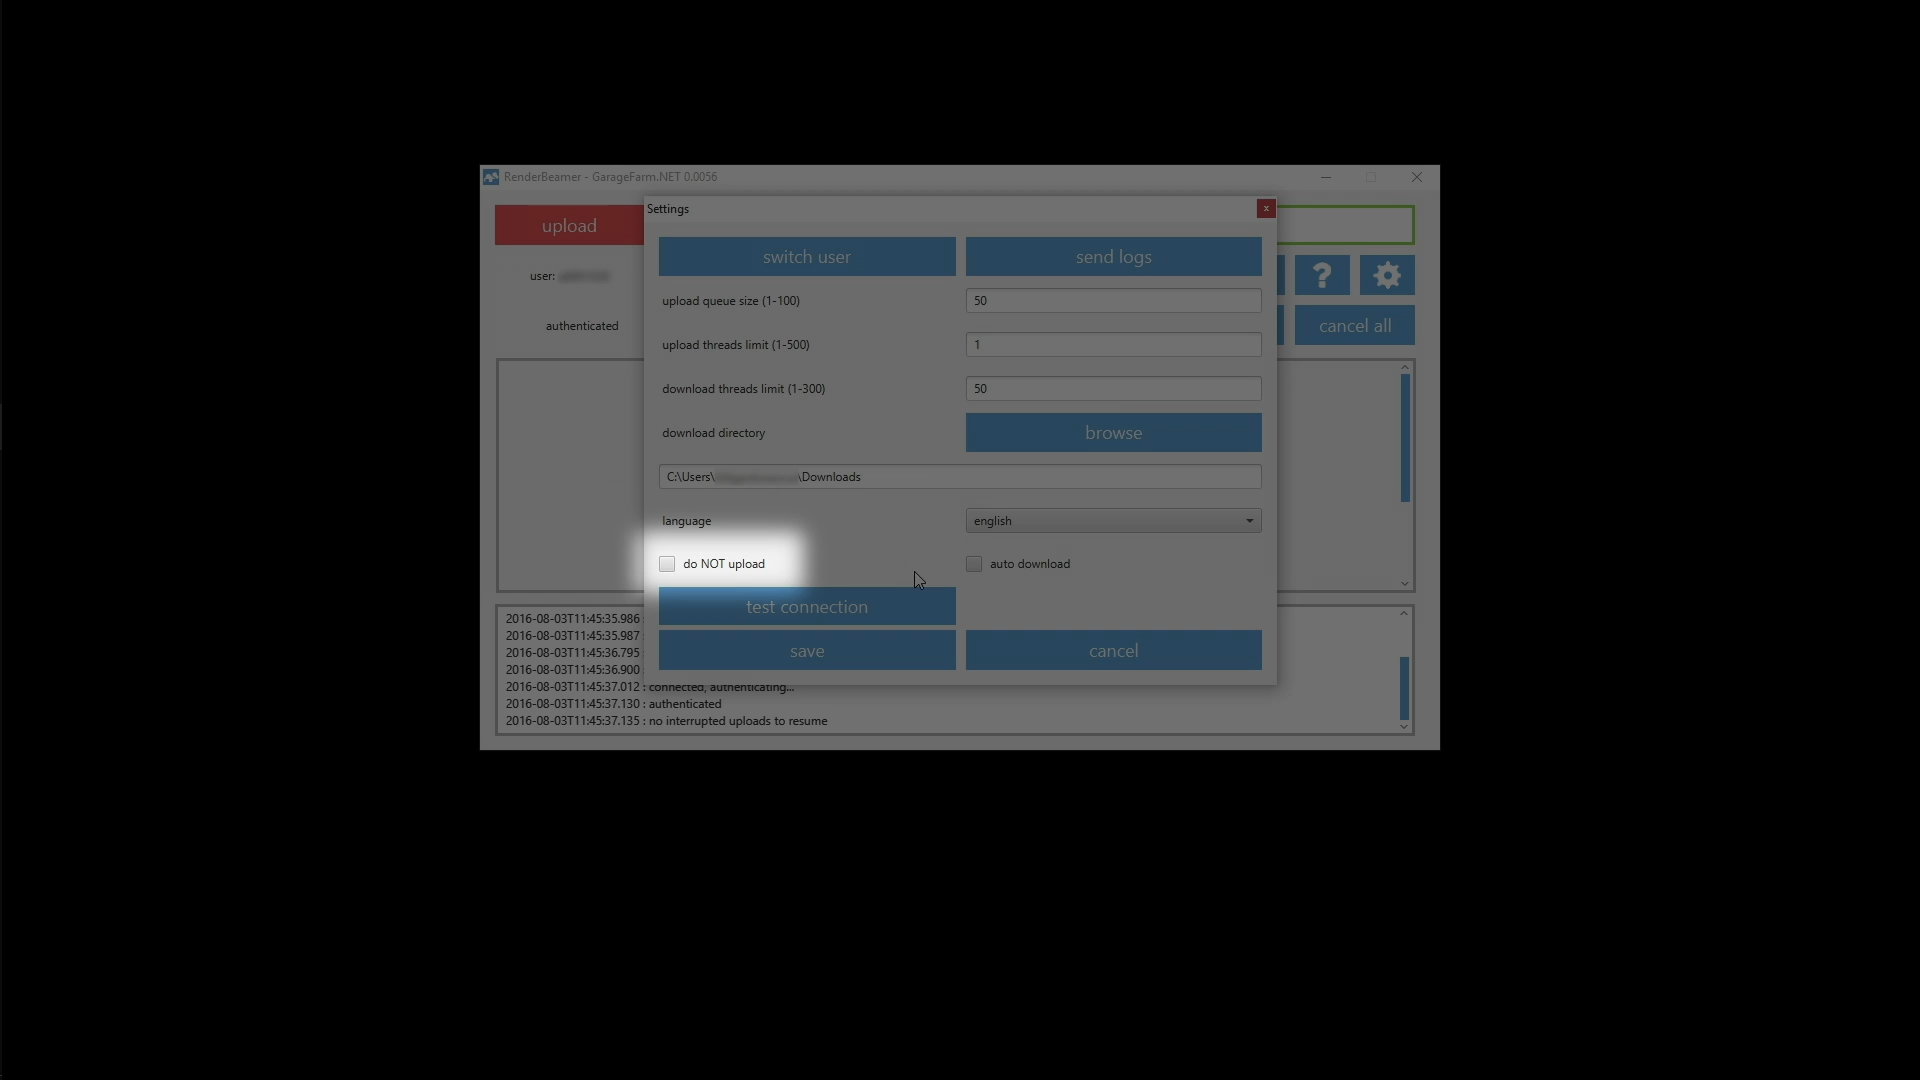 RenderBeamer - GarageFarm.NET 0.0056
Settings
x
upload
switch user
send logs
user:
?
upload queue size (1-100)
50
authenticated
cancel all
upload threads limit (1-500)
1
download threads limit (1-300)
50
download directory
browse
C:\Users\ \Downloads
language
english
do NOT upload
auto download
test connection
save
cancel
2016-08-03T11:45:35.986
2016-08-03T11:45:35.987
2016-08-03T11:45:36.795
2016-08-03T11:45:36.900
2016-08-03T11:45:37.012 : connected, authenticating...
2016-08-03T11:45:37.130 : authenticated
2016-08-03T11:45:37.135 : no interrupted uploads to resume